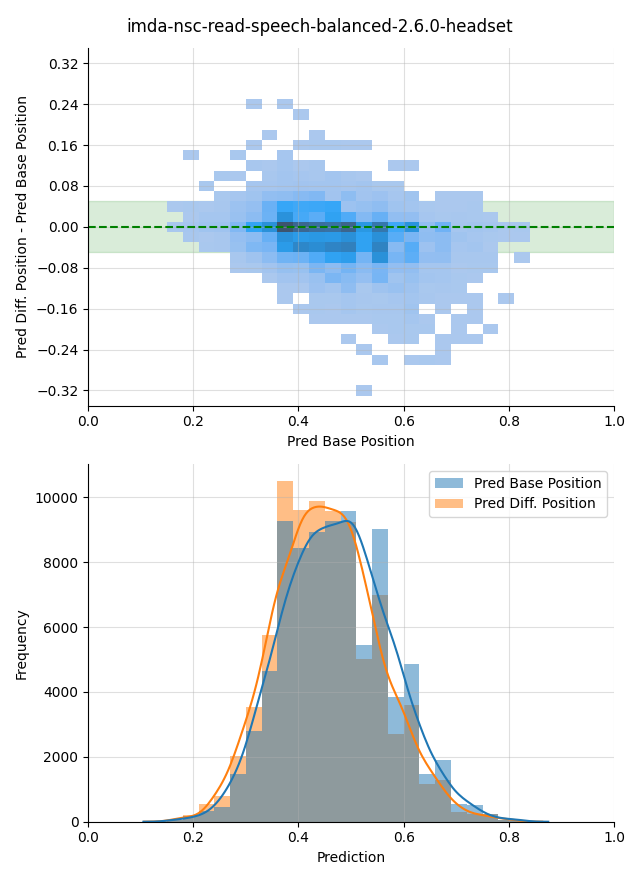 imda-nsc-read-speech-balanced-2.6.0-headset
0.32
0.24
0.16
0.08
0.00
−0.08
−0.16
−0.24
−0.32
Pred Diff. Position - Pred Base Position
0.0 0.2 0.4 0.6 0.8 1.0
Pred Base Position
Pred Base Position
Pred Diff. Position
10000
8000
6000
4000
2000
0
Frequency
0.0 0.2 0.4 0.6 0.8 1.0
Prediction